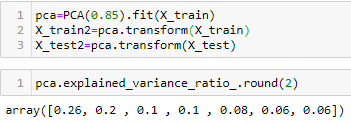 1 pca=PCA(0.85).fit(X_train)
2 X_train2=pca.transform(X_train)
3 X_test2=pca.transform(X_test)
1 pca.explained_variance_ratio_.round(2)
array([0.26, 0.2 , 0.1 , 0.1 , 0.08, 0.06, 0.06])